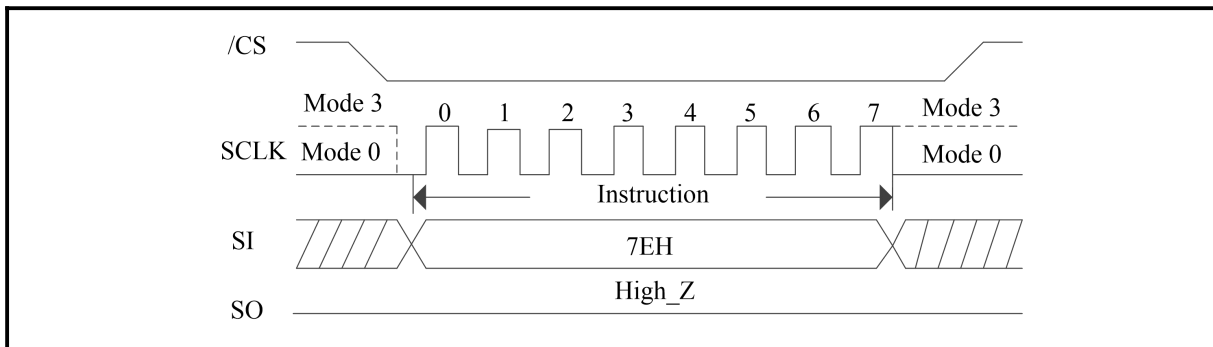 /CS
Mode 3 0 1 2 3 4 5 6 7 Mode 3
SCLK Mode 0 Mode 0
Instruction
SI 7EH
High_Z
SO